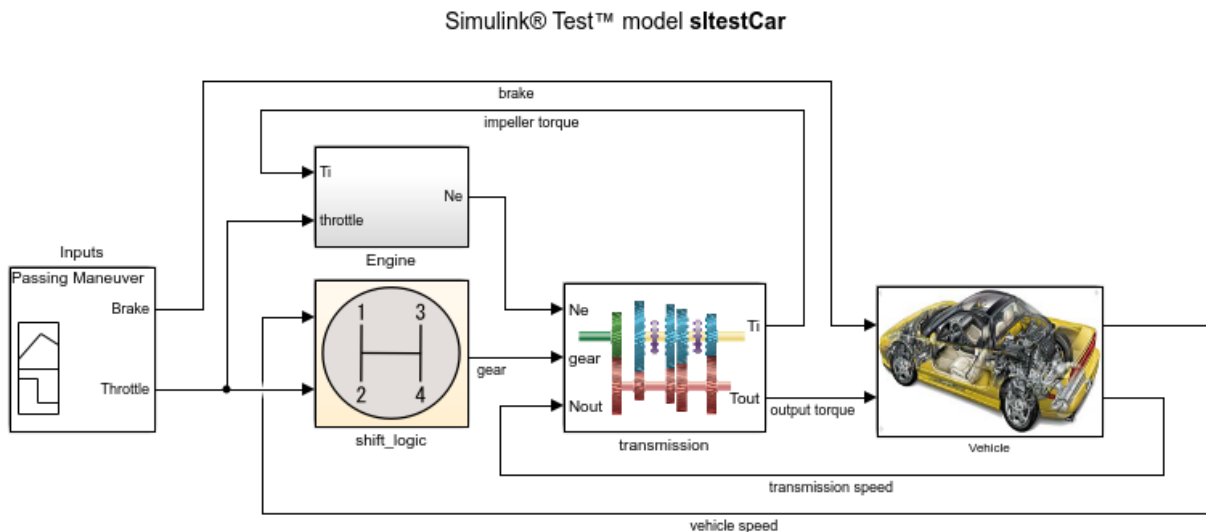 Simulink® Test™ model sltestCar
brake
impeller torque
Ti
Ne
throttle
Engine
Inputs
Passing Maneuver
Brake
Throttle
1 3
2 4
shift_logic
gear
Ne
gear
Nout
Ti
Tout
transmission
output torque
Vehicle
transmission speed
vehicle speed